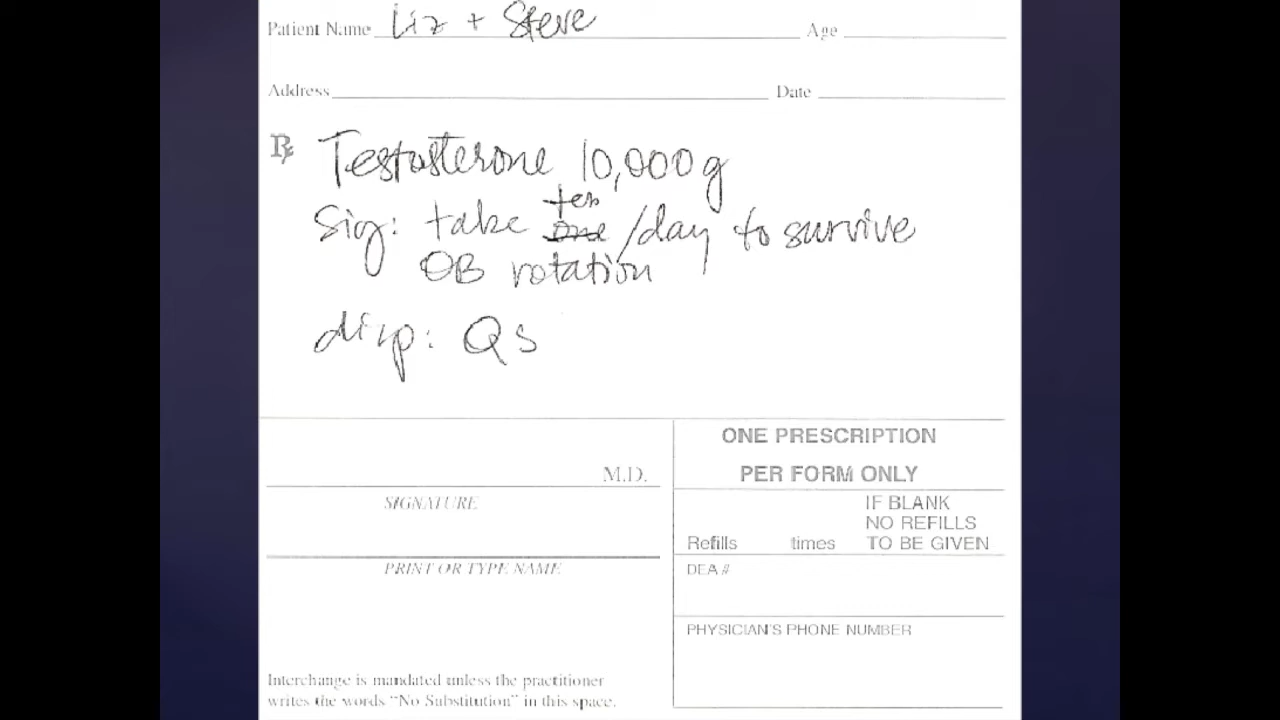 Patient Name Liz + Steve Age
Address Date
Rx Testosterone 10,000g
Sig: take ten one /day to survive
OB rotation
disp: QS
ONE PRESCRIPTION
PER FORM ONLY
M.D.
SIGNATURE
IF BLANK
NO REFILLS
Refills times TO BE GIVEN
PRINT OR TYPE NAME
DEA #
PHYSICIAN'S PHONE NUMBER
Interchange is mandated unless the practitioner
writes the words “No Substitution” in this space.